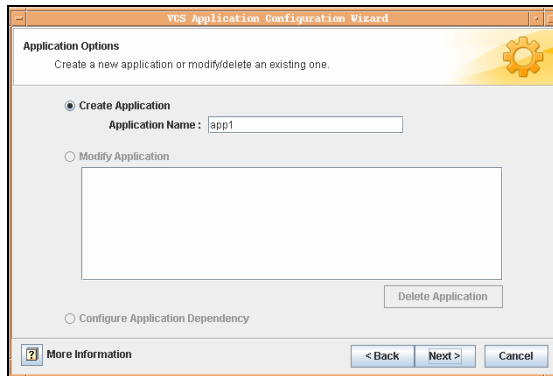 VCS Application Configuration Wizard
Application Options
Create a new application or modify/delete an existing one.
Create Application
Application Name : app1
Modify Application
Delete Application
Configure Application Dependency
? More Information < Back Next > Cancel